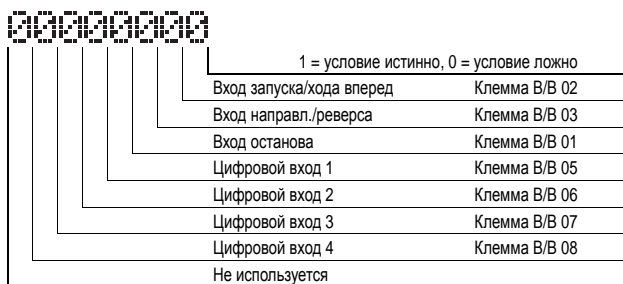 00000000
1 = условие истинно, 0 = условие ложно
Вход запуска/хода вперед Клемма В/В 02
Вход направл./реверса Клемма В/В 03
Вход останова Клемма В/В 01
Цифровой вход 1 Клемма В/В 05
Цифровой вход 2 Клемма В/В 06
Цифровой вход 3 Клемма В/В 07
Цифровой вход 4 Клемма В/В 08
Не используется